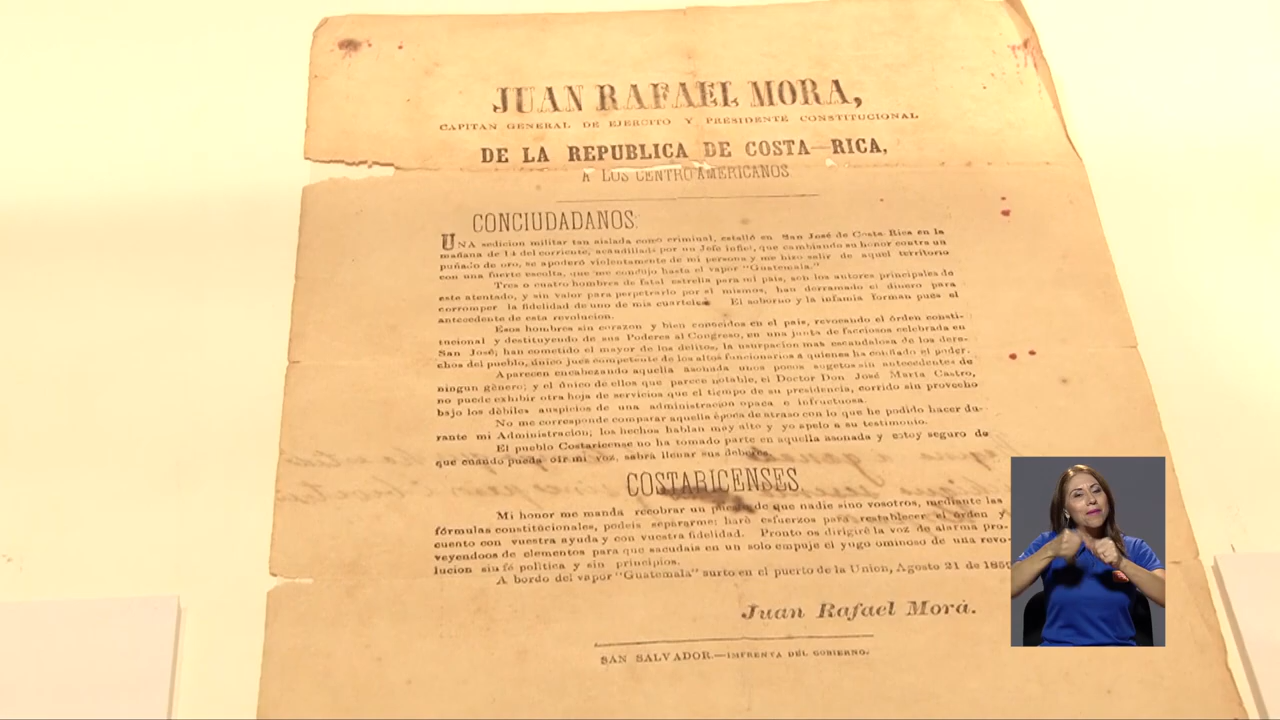 JUAN RAFAEL MORA,
CAPITAN GENERAL DE EJERCITO Y PRESIDENTE CONSTITUCIONAL
DE LA REPUBLICA DE COSTA-RICA,
A LOS CENTRO AMERICANOS
CONCIUDADANOS:
UNA sedicion militar tan aislada como criminal, estalló en San José de Costa-Rica en la
mañana de 14 del corriente, acaudillada por un Jefe infiel, que cambiando su honor contra un
puñado de oro, se apoderó violentamente de mi persona y me hizo salir de aquel territorio
con una fuerte escolta, que me condujo hasta el vapor "Guatemala."
Tres o cuatro hombres de fatal estrella para mi pais, son los autores principales de
este atentado, y sin valor para perpetrarlo por sí mismos, han derramado el dinero para
corromper la fidelidad de uno de mis cuarteles. El soborno y la infamia forman pues el
antecedente de esta revolucion.
Esos hombres sin corazon y bien conocidos en el pais, revocando el órden consti-
tucional y destituyendo de sus Poderes al Congreso, en una junta de facciosos celebrada en
San José; han cometido el mayor de los delitos, la usurpacion mas escandalosa de los dere-
chos del pueblo, único juez competente de los altos funcionarios a quienes ha confiado el poder.
Aparecen encabezando aquella asonada unos pocos sugetos sin antecedentes de
ningun género; y el único de ellos que parece notable, el Doctor Don José Maria Castro,
no puede exhibir otra hoja de servicios que el tiempo de su presidencia, corrido sin provecho
bajo los débiles auspicios de una administracion opaca e infructuosa.
No me corresponde comparar aquella época de atraso con lo que he podido hacer du-
rante mi Administracion; los hechos hablan muy alto y yo apelo a su testimonio.
El pueblo Costaricense no ha tomado parte en aquella asonada y estoy seguro de
que cuando pueda oir mi voz, sabrá llenar sus deberes.
COSTARICENSES
Mi honor me manda recobrar un puesto de que nadie sino vosotros, mediante las
fórmulas constitucionales, podeis separarme: haré esfuerzos para restablecer el órden y
cuento con vuestra ayuda y con vuestra fidelidad. Pronto os dirigiré la voz de alarma pro-
veyendoos de elementos para que sacudais en un solo empuje el yugo ominoso de una revo-
lucion sin fé política y sin principios.
A bordo del vapor "Guatemala" surto en el puerto de la Union, Agosto 21 de 1859
Juan Rafael Mora.
SAN SALVADOR.—IMPRENTA DEL GOBIERNO.